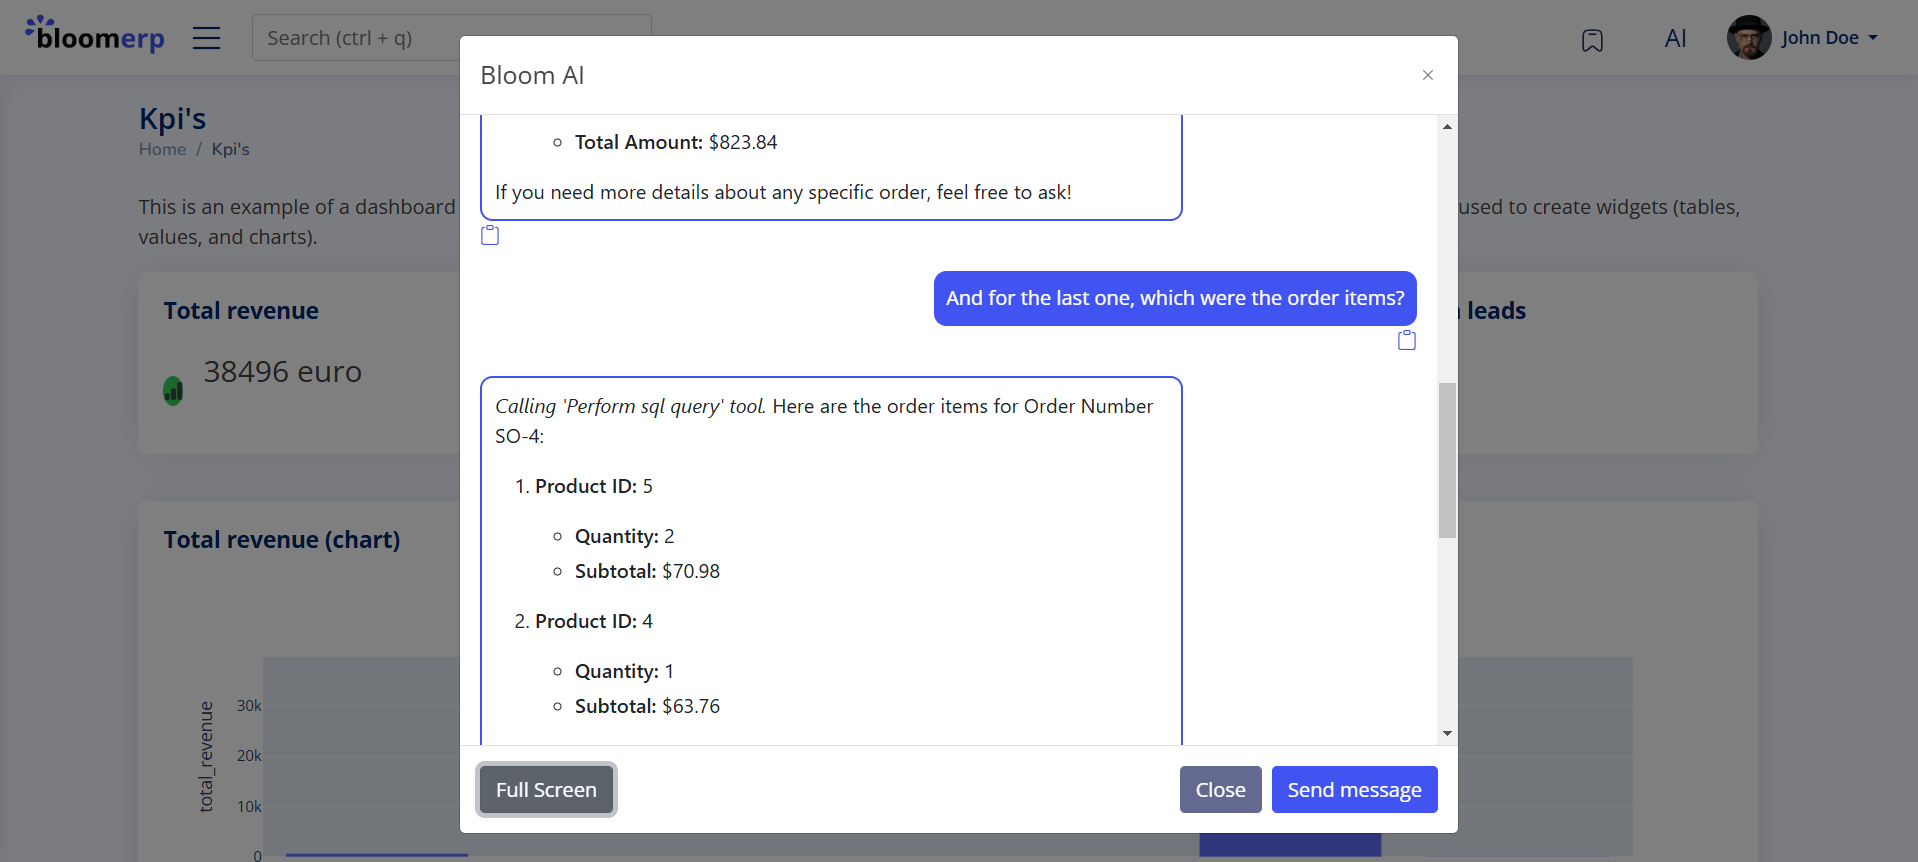 bloomerp
Search (ctrl + q)
AI
John Doe
Kpi's
Home / Kpi's
This is an example of a dashboard
used to create widgets (tables,
values, and charts).
Total revenue
38496 euro
leads
Total revenue (chart)
total_revenue
30k
20k
10k
0
Bloom AI
×
Total Amount: $823.84
If you need more details about any specific order, feel free to ask!
And for the last one, which were the order items?
Calling 'Perform sql query' tool. Here are the order items for Order Number
SO-4:
1. Product ID: 5
Quantity: 2
Subtotal: $70.98
2. Product ID: 4
Quantity: 1
Subtotal: $63.76
Full Screen
Close
Send message